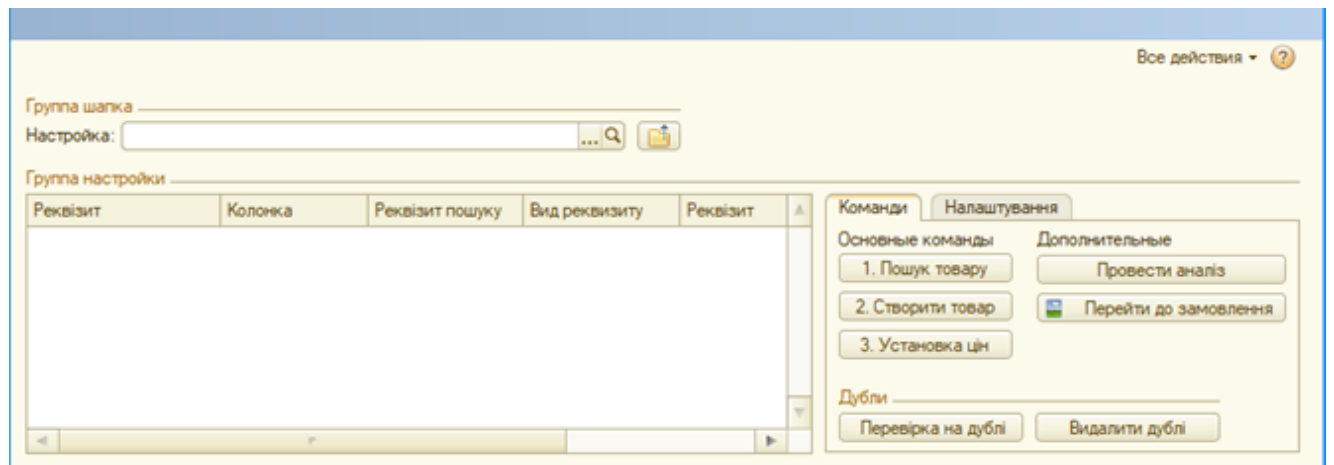 Все действия
?
Группа шапка
Настройка: ...
Группа настройки
Реквізит Колонка Реквізит пошуку Вид реквизиту Реквізит
Команди Налаштування
Основные команды Дополнительные
1. Пошук товару Провести аналіз
2. Створити товар Перейти до замовлення
3. Установка цін
Дубли
Перевірка на дублі Видалити дублі